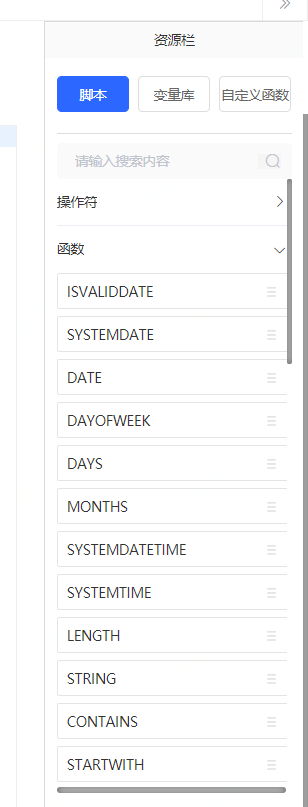 资源栏
脚本 变量库 自定义函数
请输入搜索内容
操作符
函数
ISVALIDDATE
SYSTEMDATE
DATE
DAYOFWEEK
DAYS
MONTHS
SYSTEMDATETIME
SYSTEMTIME
LENGTH
STRING
CONTAINS
STARTWITH